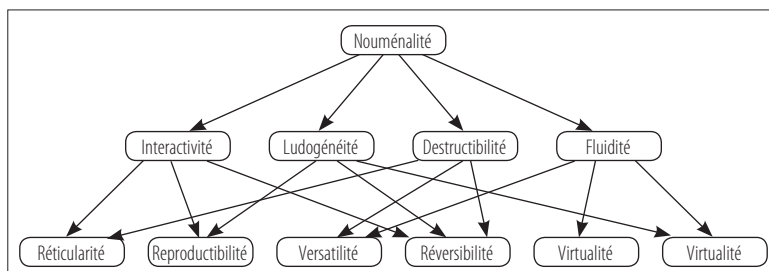 Nouménalité
Interactivité
Ludogénéité
Destructibilité
Fluidité
Réticularité
Reproductibilité
Versatilité
Réversibilité
Virtualité
Virtualité